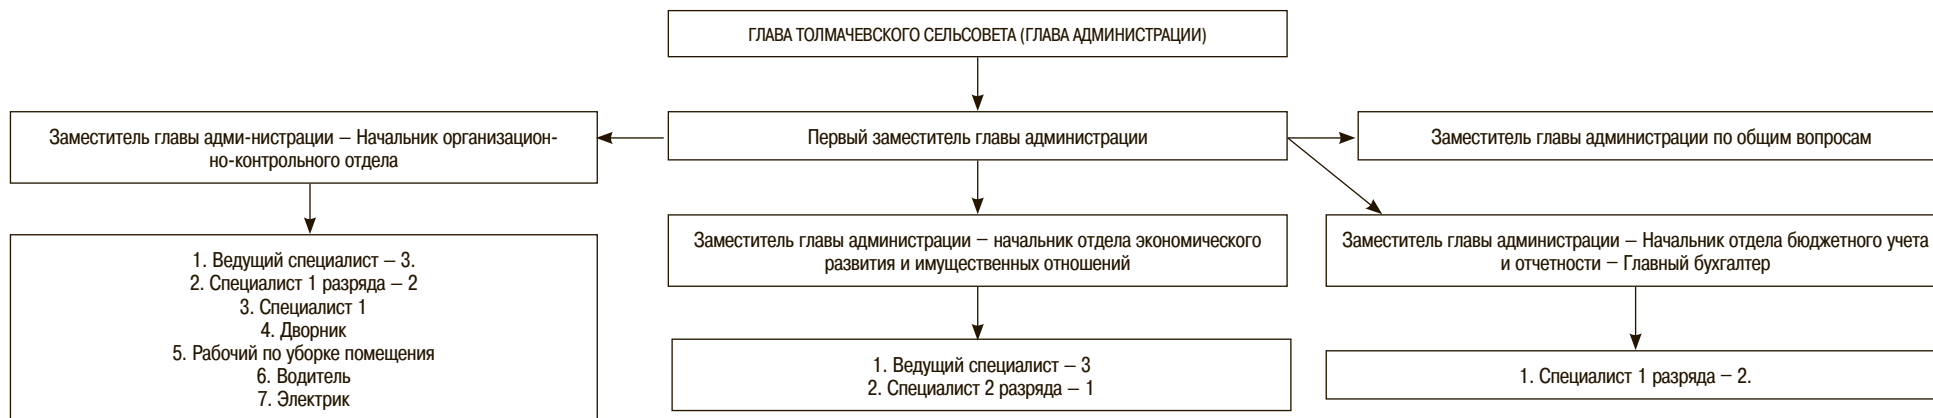 ГЛАВА ТОЛМАЧЕВСКОГО СЕЛЬСОВЕТА (ГЛАВА АДМИНИСТРАЦИИ)
Заместитель главы адми-нистрации – Начальник организацион-
но-контрольного отдела
Первый заместитель главы администрации
Заместитель главы администрации по общим вопросам
1. Ведущий специалист – 3.
2. Специалист 1 разряда – 2
3. Специалист 1
4. Дворник
5. Рабочий по уборке помещения
6. Водитель
7. Электрик
Заместитель главы администрации – начальник отдела экономического
развития и имущественных отношений
Заместитель главы администрации – Начальник отдела бюджетного учета
и отчетности – Главный бухгалтер
1. Ведущий специалист – 3
2. Специалист 2 разряда – 1
1. Специалист 1 разряда – 2.